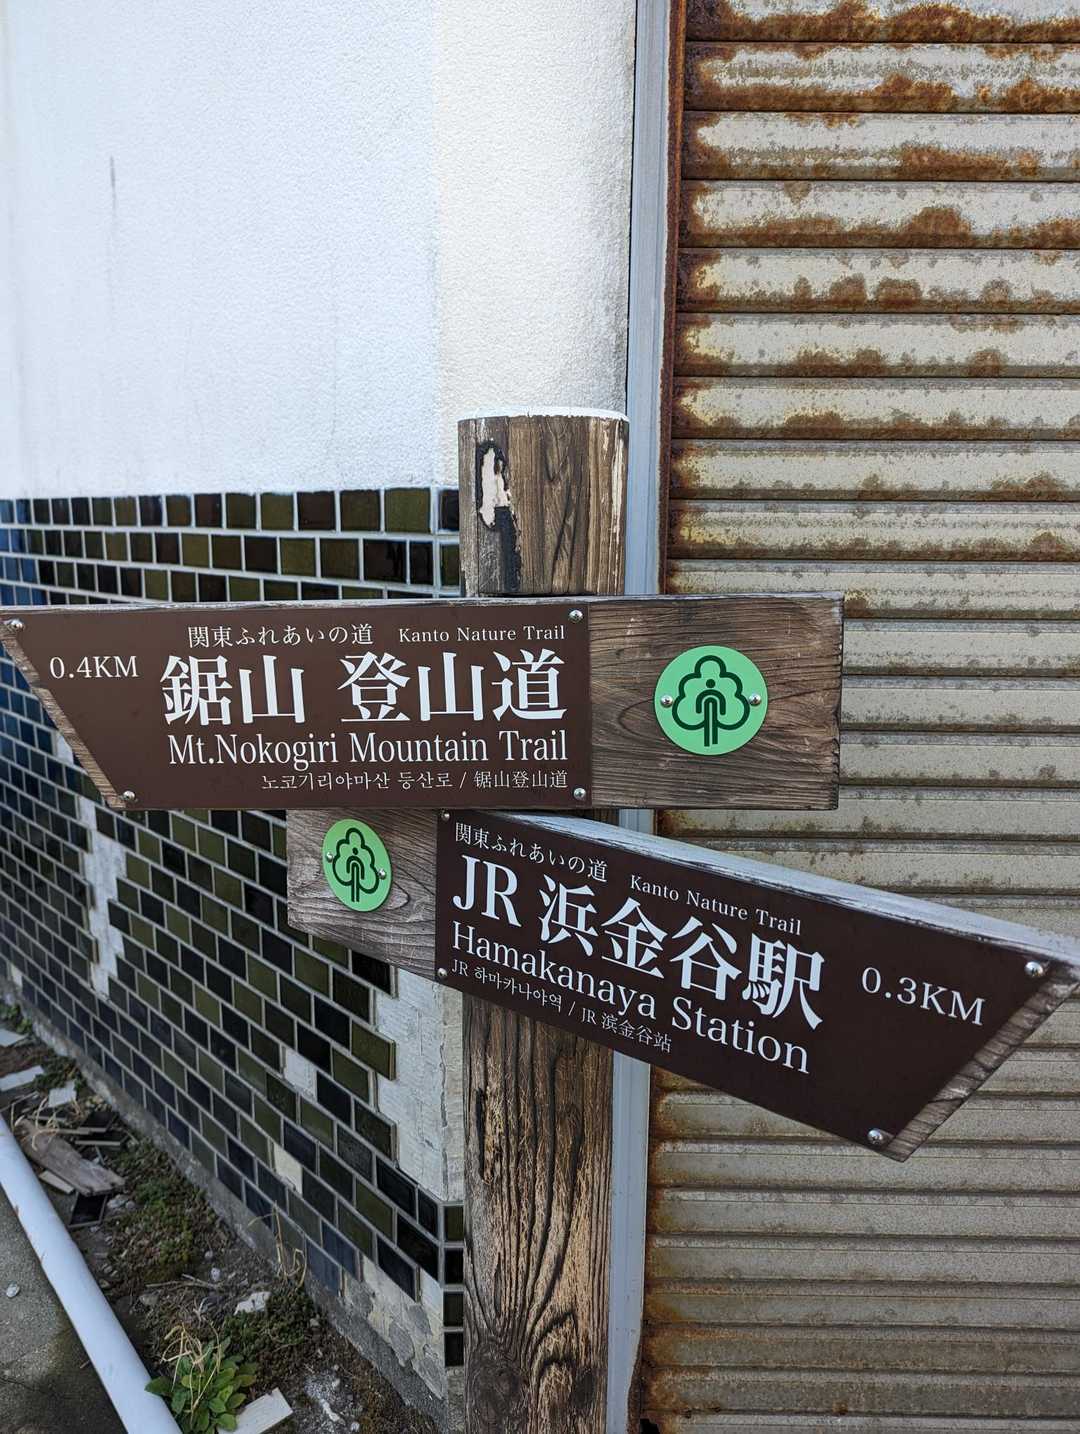 関東ふれあいの道 Kanto Nature Trail
0.4KM 鋸山 登山道
Mt.Nokogiri Mountain Trail
노코기리야마산 등산로 / 锯山登山道
関東ふれあいの道 Kanto Nature Trail
JR 浜金谷駅 0.3KM
Hamakanaya Station
JR 하마카나야역 / JR 滨金谷站